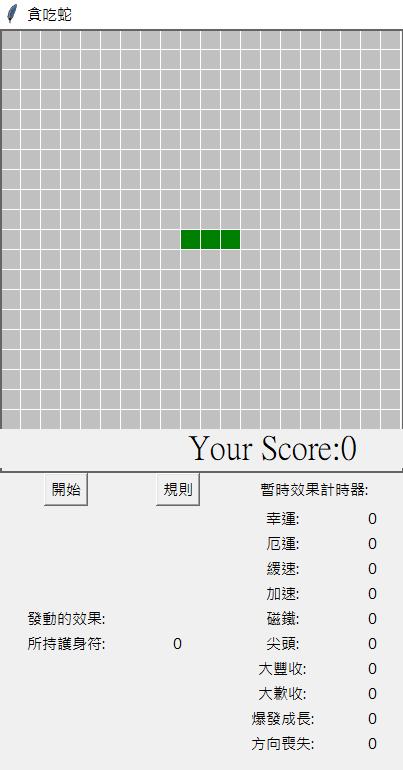 貪吃蛇
Your Score:0
開始 規則 暫時效果計時器:
幸運: 0
厄運: 0
緩速: 0
加速: 0
發動的效果: 磁鐵: 0
所持護身符: 0 尖頭: 0
大豐收: 0
大歉收: 0
爆發成長: 0
方向喪失: 0